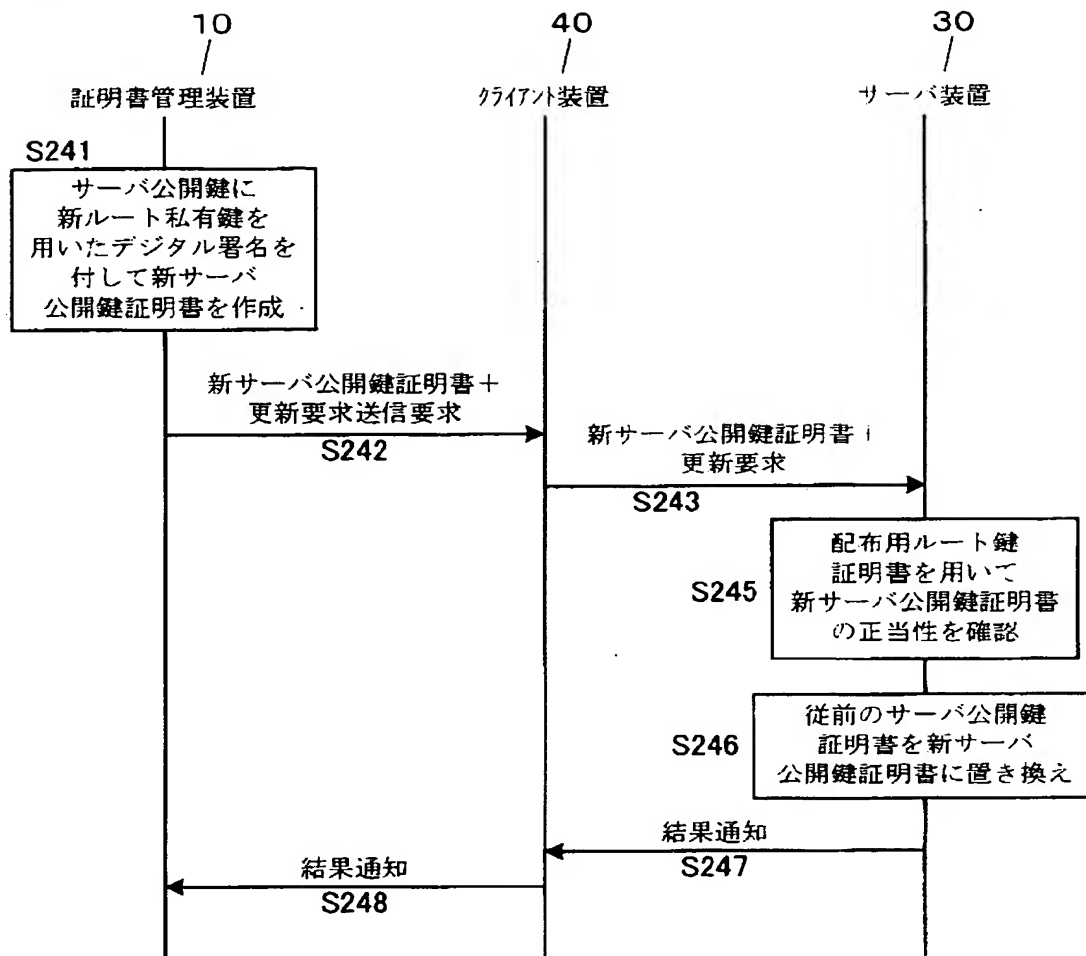 10
40
30
証明書管理装置
クライアント装置
サーバ装置
S241
サーバ公開鍵に
新ルート私有鍵を
用いたデジタル署名を
付して新サーバ
公開鍵証明書を作成
新サーバ公開鍵証明書＋
更新要求送信要求
S242
新サーバ公開鍵証明書＋
更新要求
S243
S245
配布用ルート鍵
証明書を用いて
新サーバ公開鍵証明書
の正当性を確認
S246
従前のサーバ公開鍵
証明書を新サーバ
公開鍵証明書に置き換え
結果通知
S247
結果通知
S248